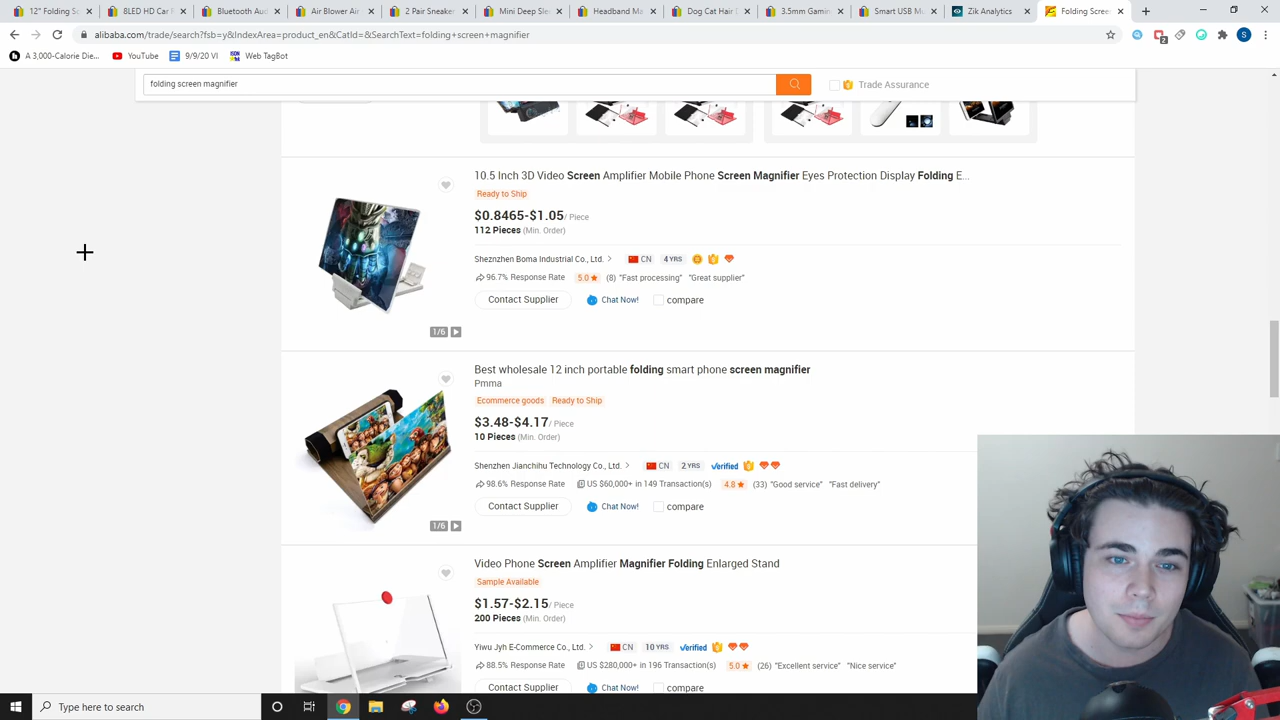 12" Folding Sc
8LED HD Car R
Bluetooth Aud
Air Blower Air
2 Pair Sneaker
Mini Deep Sle
Headband Ma
Dog Cat Hair D
3.5mm Gamin
Smart USB Mu
Zik Analytics
Folding Scree
alibaba.com/trade/search?fsb=y&IndexArea=product_en&CatId=&SearchText=folding+screen+magnifier
2
S
A 3,000-Calorie Die...
YouTube
9/9/20 VI
Web TagBot
folding screen magnifier
Trade Assurance
10.5 Inch 3D Video Screen Amplifier Mobile Phone Screen Magnifier Eyes Protection Display Folding E...
Ready to Ship
$0.8465-$1.05/ Piece
112 Pieces (Min. Order)
Sheznzhen Boma Industrial Co., Ltd.
CN
4 YRS
96.7% Response Rate
5.0
(8) "Fast processing" "Great supplier"
Contact Supplier
Chat Now!
compare
1/6
Best wholesale 12 inch portable folding smart phone screen magnifier
Pmma
Ecommerce goods Ready to Ship
$3.48-$4.17/ Piece
10 Pieces (Min. Order)
Shenzhen Jianchihu Technology Co., Ltd.
CN
2 YRS
Verified
98.6% Response Rate
US $60,000+ in 149 Transaction(s)
4.8
(33) "Good service" "Fast delivery"
Contact Supplier
Chat Now!
compare
1/6
Video Phone Screen Amplifier Magnifier Folding Enlarged Stand
Sample Available
$1.57-$2.15/ Piece
200 Pieces (Min. Order)
Yiwu Jyh E-Commerce Co., Ltd.
CN
10 YRS
Verified
88.5% Response Rate
US $280,000+ in 196 Transaction(s)
5.0
(26) "Excellent service" "Nice service"
Contact Supplier
Chat Now!
compare
Type here to search